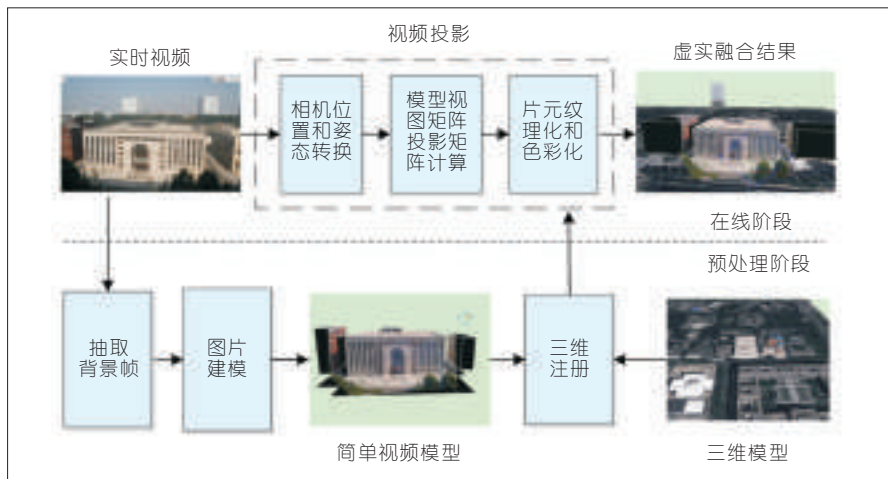 视频投影
实时视频
虚实融合结果
相机位
置和姿
态转换
模型视
图矩阵
投影矩
阵计算
片元纹
理化和
色彩化
在线阶段
预处理阶段
抽取
背景帧
图片
建模
三维
注册
简单视频模型
三维模型